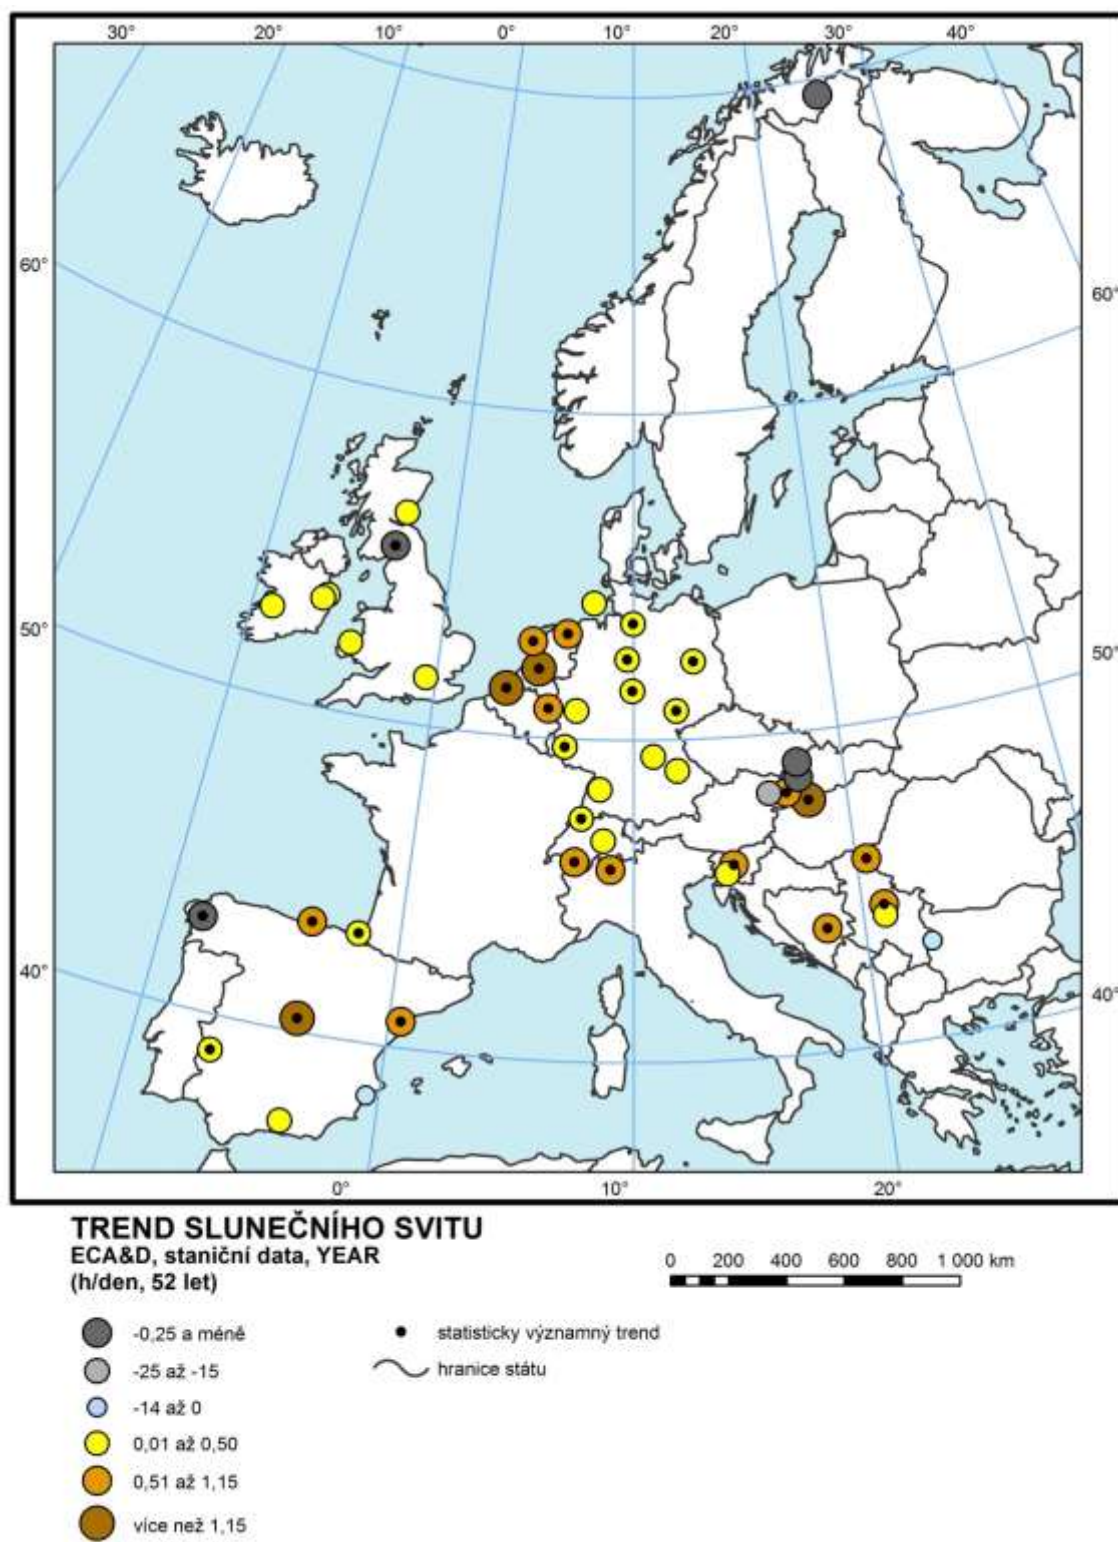 30° 20° 10° 0° 10° 20° 30° 40°
60°
60°
50°
50°
40°
40°
0° 10° 20°
TREND SLUNEČNÍHO SVITU
ECA&D, staniční data, YEAR
(h/den, 52 let)
0 200 400 600 800 1 000 km
-0,25 a méně
statisticky významný trend
-25 až -15
hranice státu
-14 až 0
0,01 až 0,50
0,51 až 1,15
více než 1,15